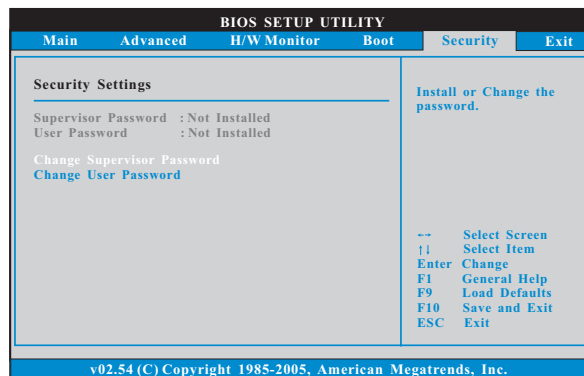 BIOS SETUP UTILITY
Main Advanced H/W Monitor Boot Security Exit
Security Settings
Supervisor Password : Not Installed
User Password : Not Installed
Change Supervisor Password
Change User Password
Install or Change the
password.
←→ Select Screen
↑↓ Select Item
Enter Change
F1 General Help
F9 Load Defaults
F10 Save and Exit
ESC Exit
v02.54 (C) Copyright 1985-2005, American Megatrends, Inc.